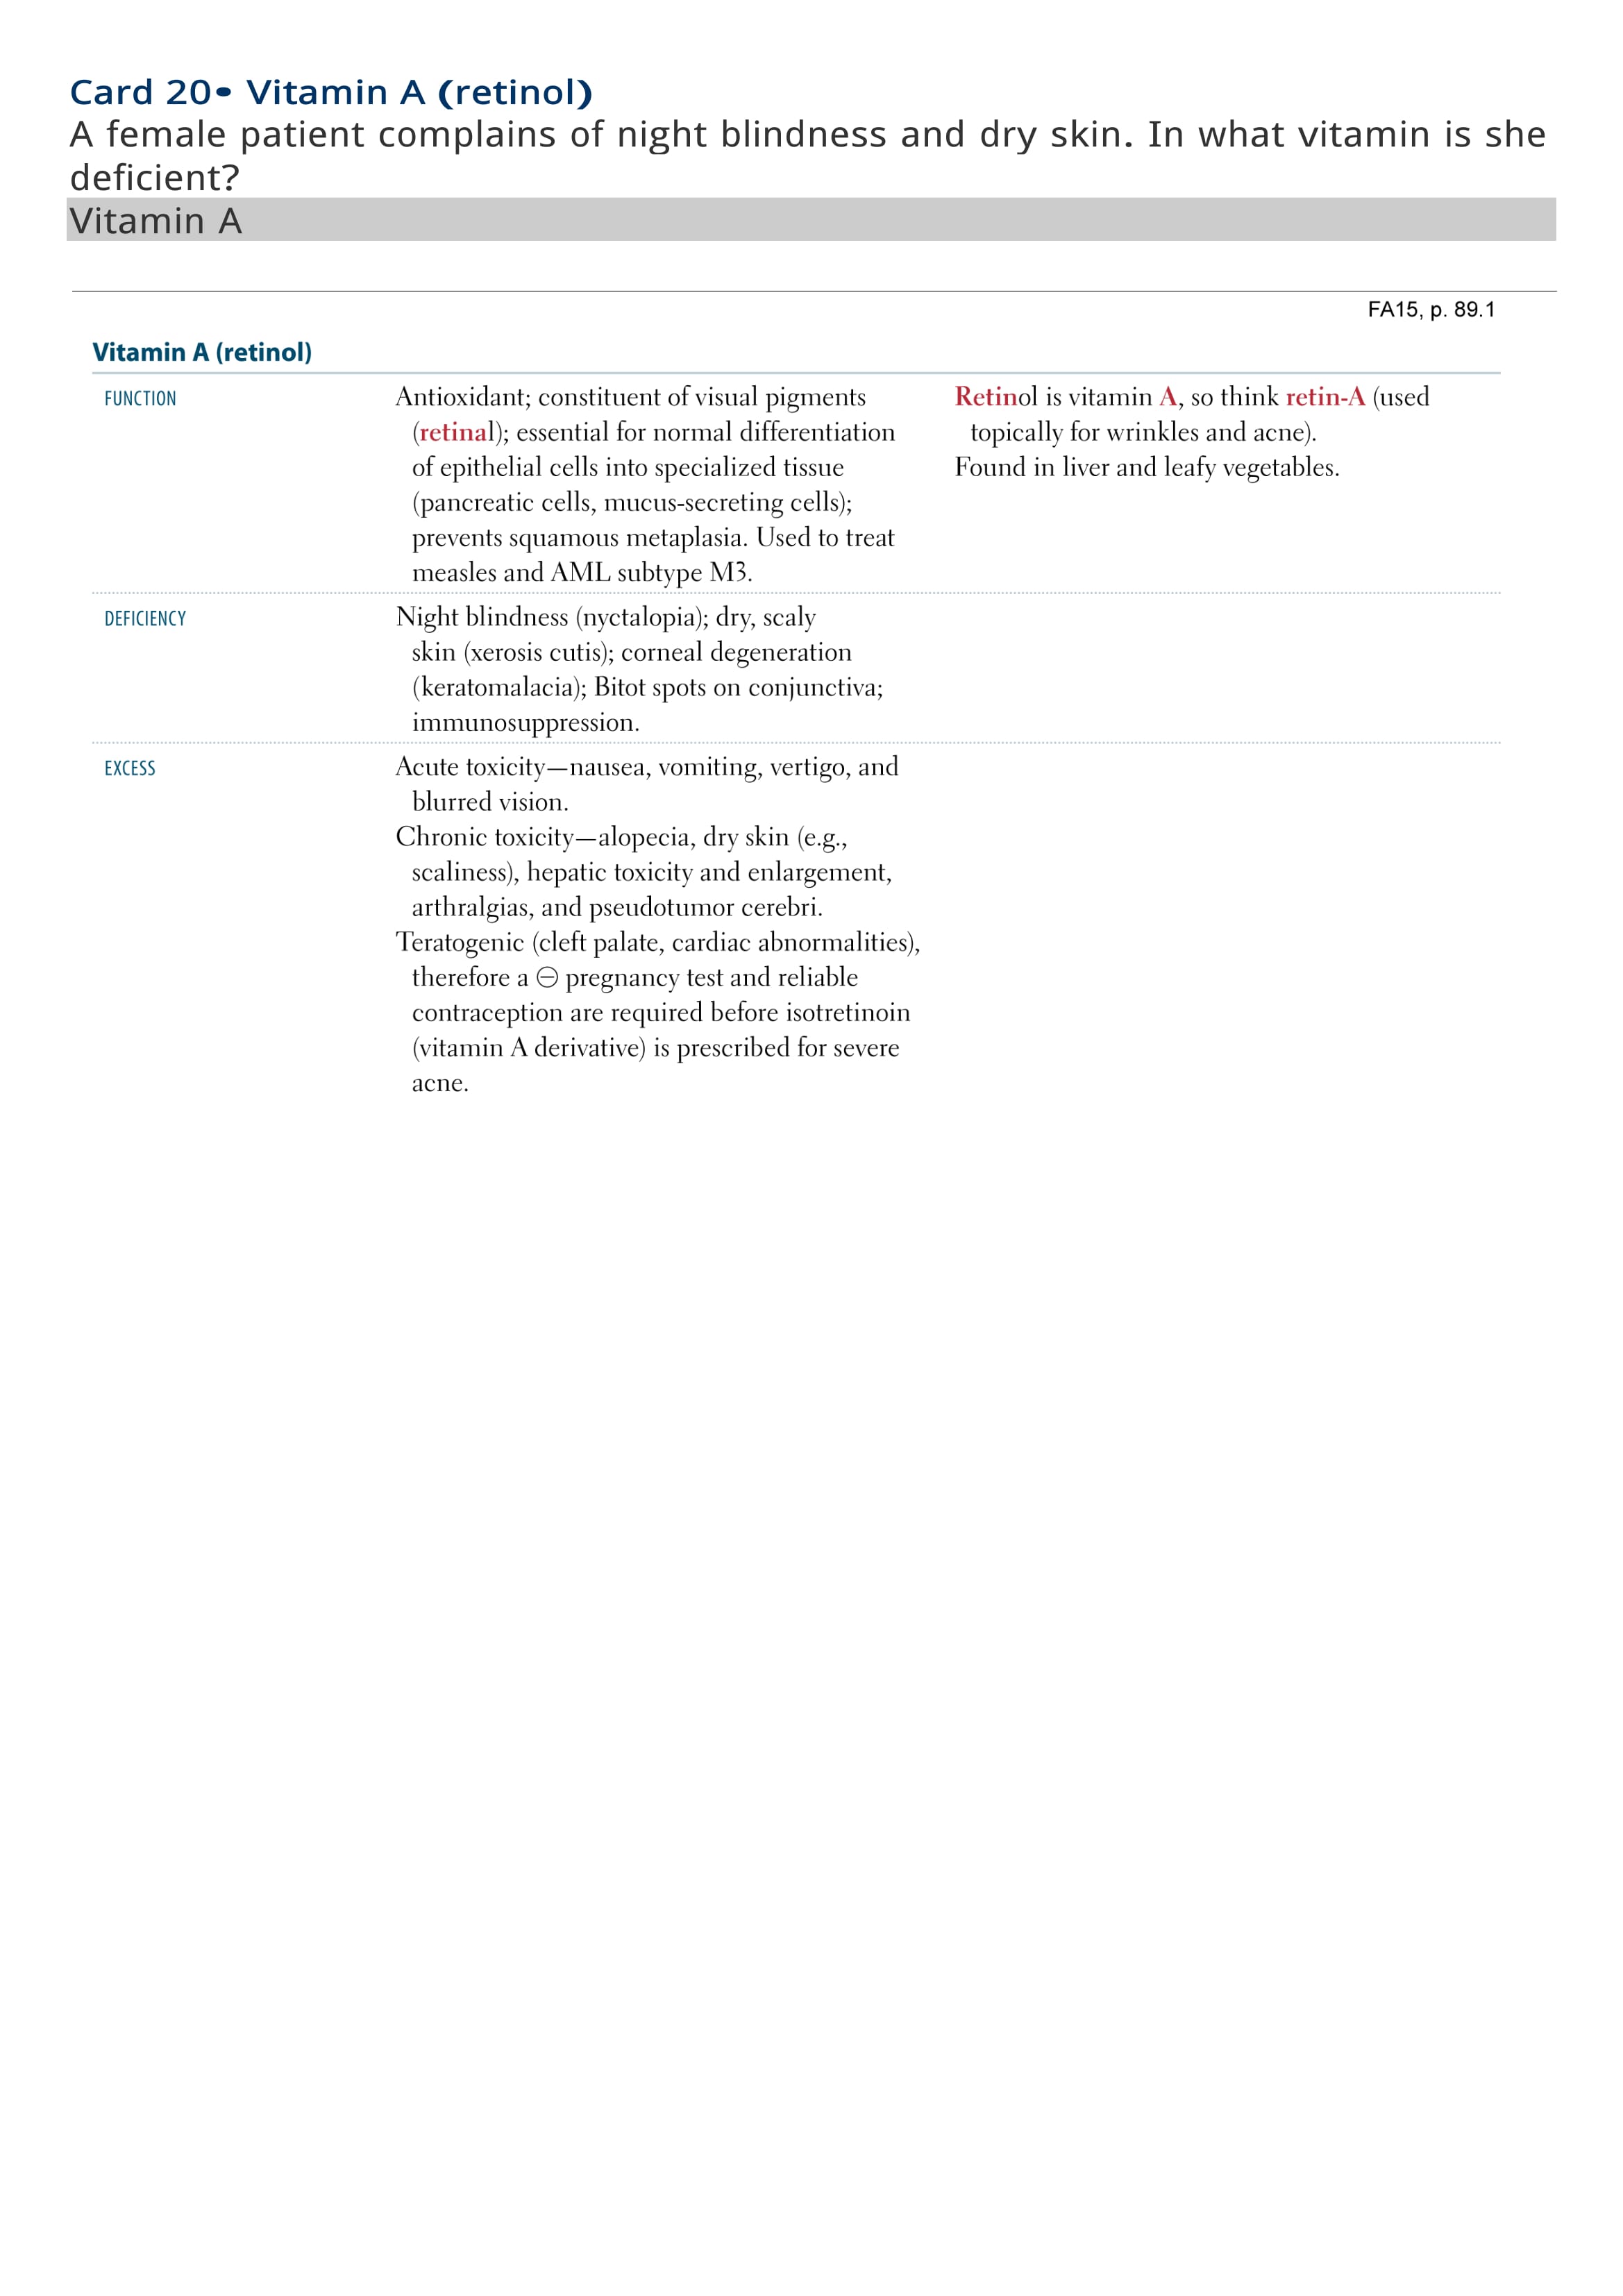 Card 20• Vitamin A (retinol)
A female patient complains of night blindness and dry skin. In what vitamin is she
deficient?
Vitamin A
FA15, p. 89.1
Vitamin A (retinol)
FUNCTION
Antioxidant; constituent of visual pigments
(retinal); essential for normal differentiation
of epithelial cells into specialized tissue
(pancreatic cells, mucus-secreting cells);
prevents squamous metaplasia. Used to treat
measles and AML subtype M3.
Retinol is vitamin A, so think retin-A (used
topically for wrinkles and acne).
Found in liver and leafy vegetables.
DEFICIENCY
Night blindness (nyctalopia); dry, scaly
skin (xerosis cutis); corneal degeneration
(keratomalacia); Bitot spots on conjunctiva;
immunosuppression.
EXCESS
Acute toxicity—nausea, vomiting, vertigo, and
blurred vision.
Chronic toxicity—alopecia, dry skin (e.g.,
scaliness), hepatic toxicity and enlargement,
arthralgias, and pseudotumor cerebri.
Teratogenic (cleft palate, cardiac abnormalities),
therefore a ⊖ pregnancy test and reliable
contraception are required before isotretinoin
(vitamin A derivative) is prescribed for severe
acne.